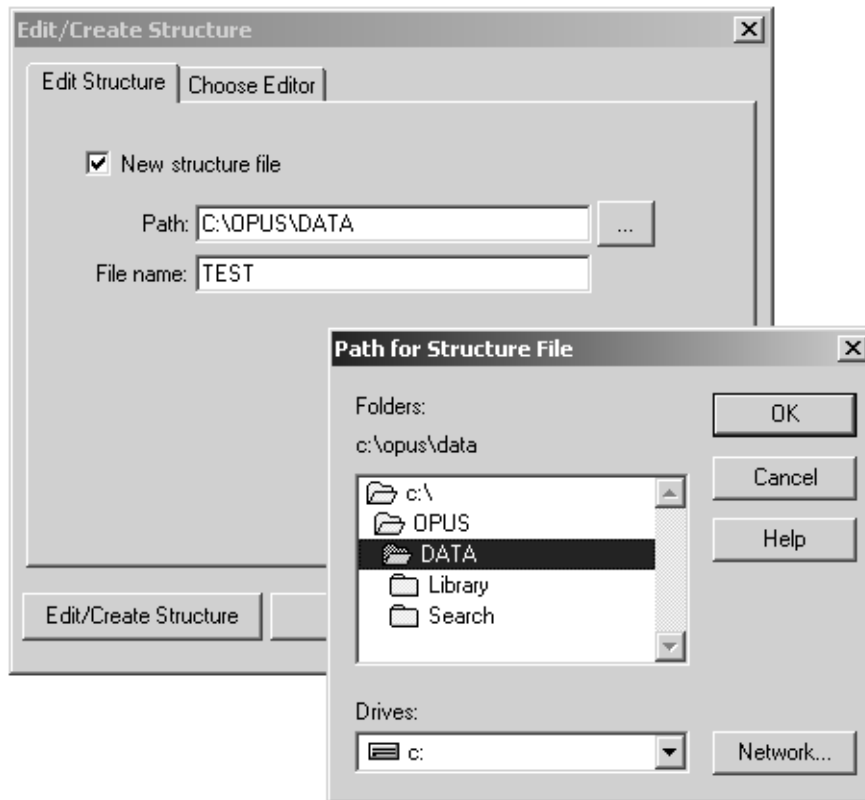 Edit/Create Structure
Edit Structure
Choose Editor
New structure file
Path: C:\OPUS\DATA ...
File name: TEST
Edit/Create Structure
Path for Structure File
Folders:
c:\opus\data
c:\
OPUS
DATA
Library
Search
OK
Cancel
Help
Drives:
c:
Network...